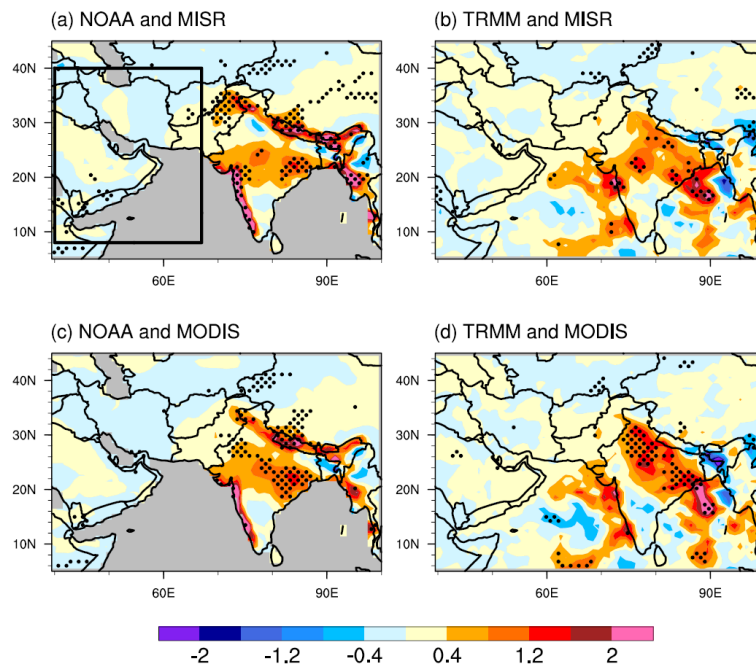 (a) NOAA and MISR
(b) TRMM and MISR
40N
30N
20N
10N
60E
90E
40N
30N
20N
10N
60E
90E
(c) NOAA and MODIS
(d) TRMM and MODIS
40N
30N
20N
10N
60E
90E
40N
30N
20N
10N
60E
90E
-2 -1.2 -0.4 0.4 1.2 2